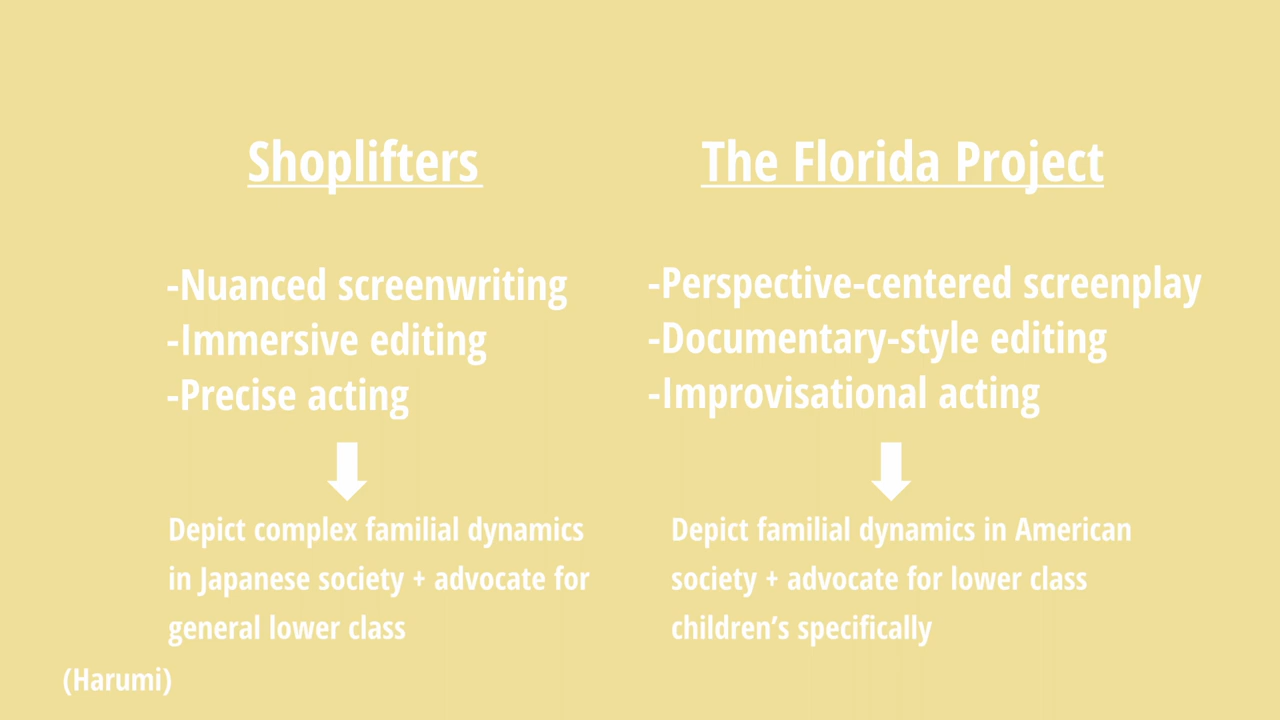 Shoplifters
-Nuanced screenwriting
-Immersive editing
-Precise acting
Depict complex familial dynamics
in Japanese society + advocate for
general lower class
The Florida Project
-Perspective-centered screenplay
-Documentary-style editing
-Improvisational acting
Depict familial dynamics in American
society + advocate for lower class
children’s specifically
(Harumi)